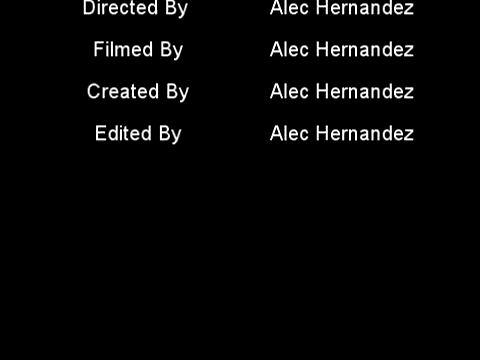 Directed By Alec Hernandez
Filmed By Alec Hernandez
Created By Alec Hernandez
Edited By Alec Hernandez